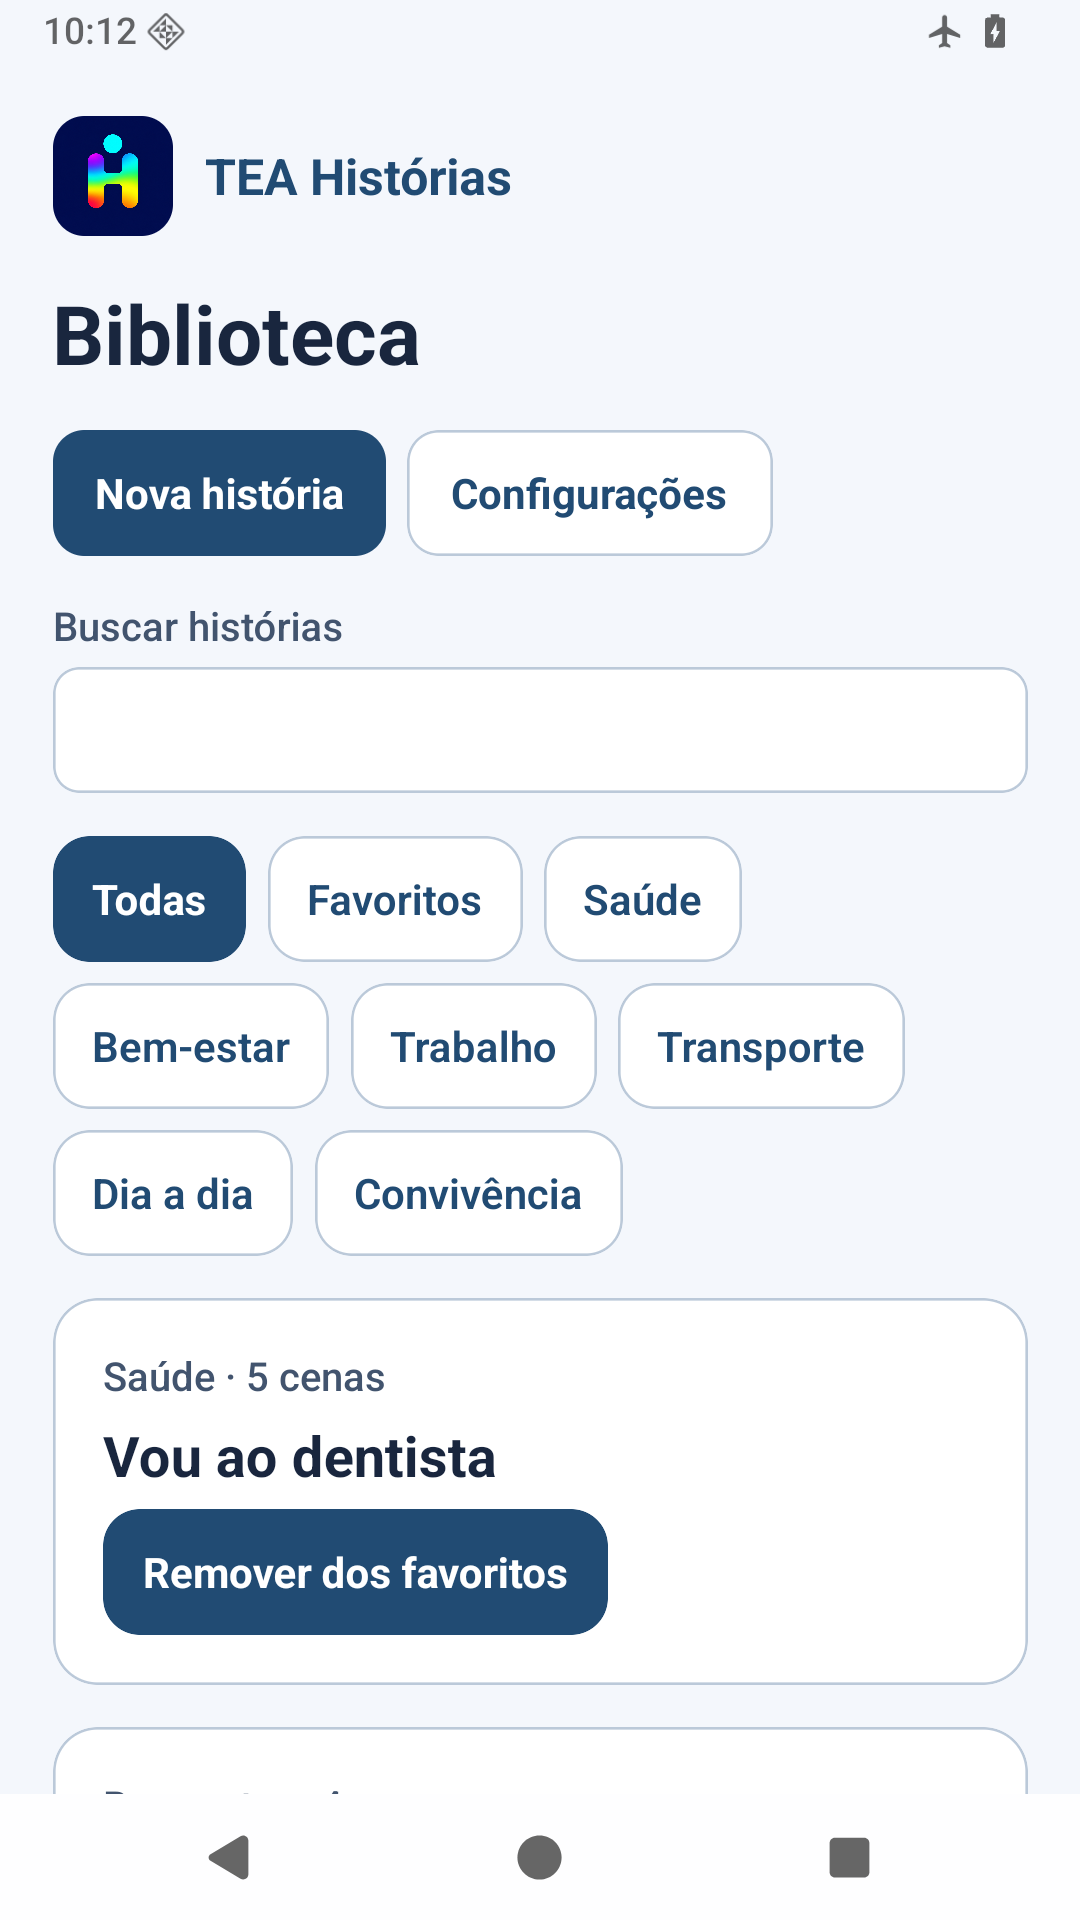 10:12
TEA Histórias
Biblioteca
Nova história
Configurações
Buscar histórias
Todas
Favoritos
Saúde
Bem-estar
Trabalho
Transporte
Dia a dia
Convivência
Saúde · 5 cenas
Vou ao dentista
Remover dos favoritos